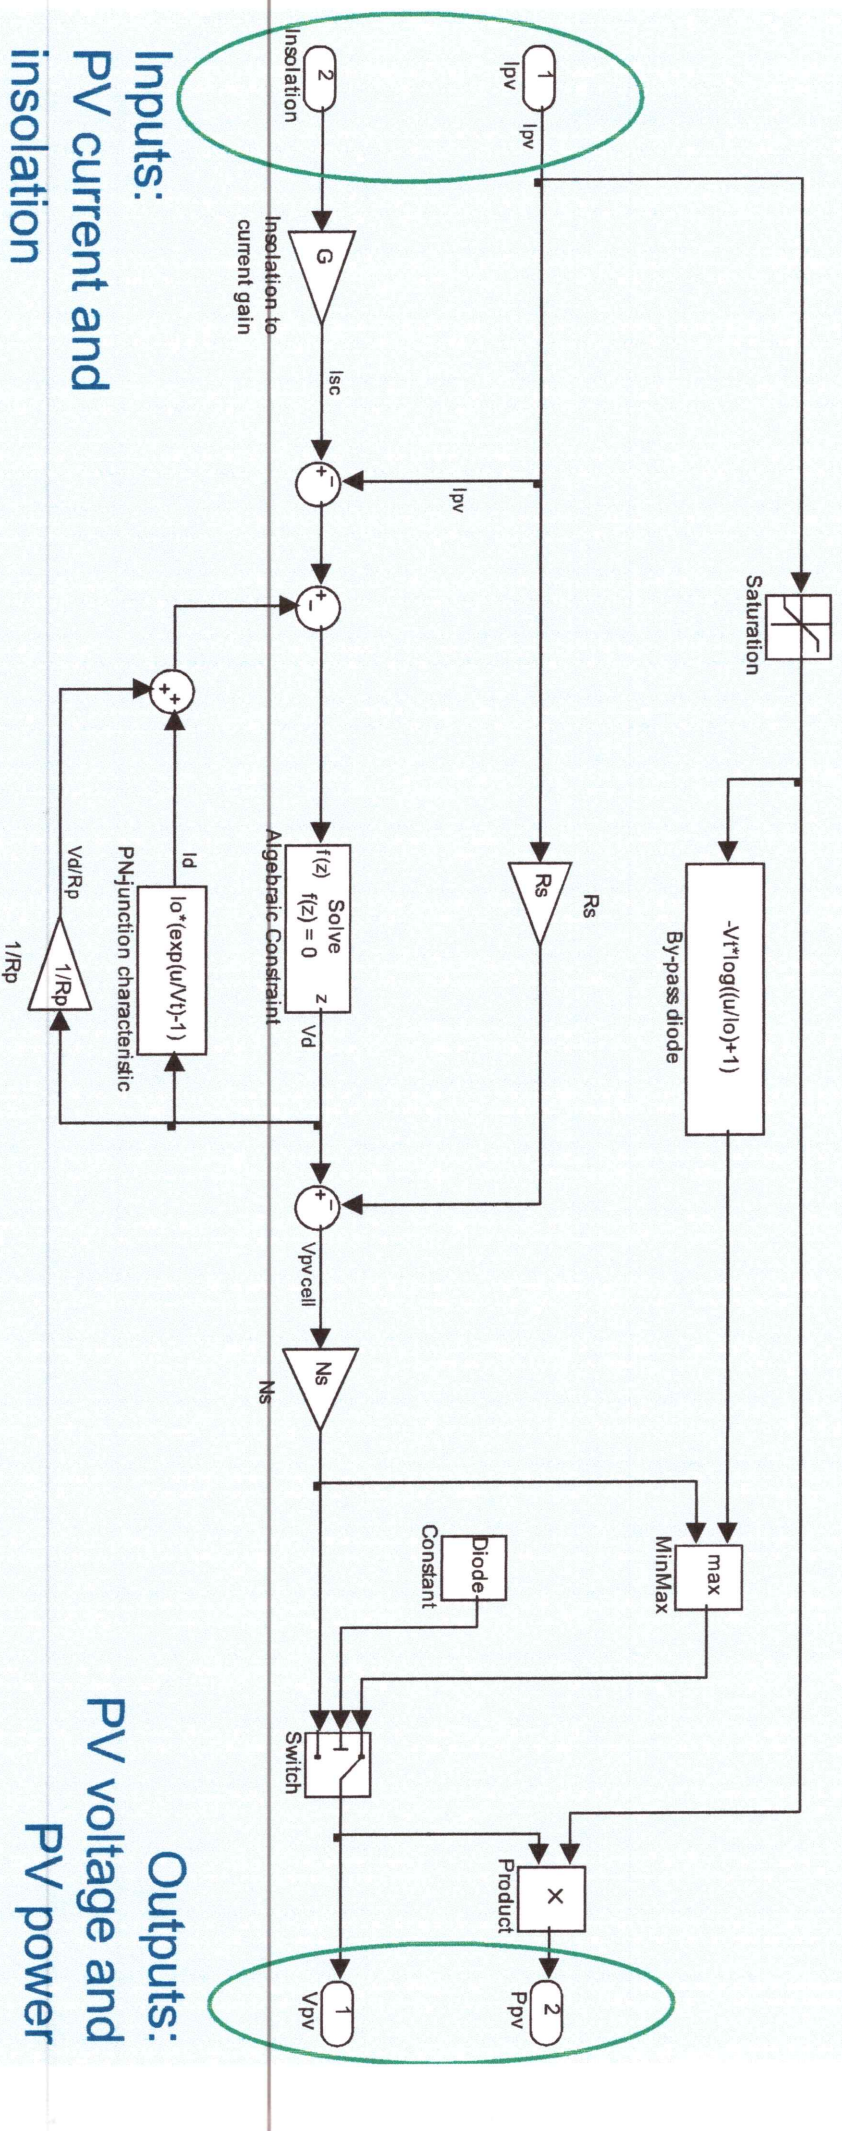 Saturation
-Vt*log((u/Io)+1)
By-pass diode
max
MinMax
1
Ipv
Ipv
Rs
Rs
Ipv
Diode
Constant
×
Product
2
Ppv
2
Insolation
G
Insolation to
current gain
Isc
+
-
+
-
Solve
f(z)
f(z) = 0
z
Algebraic Constraint
Vd
+
-
Vpv cell
Ns
Ns
Switch
1
Vpv
+
+
Id
Io*(exp(u/Vt)-1)
PN-junction characteristic
Vd/Rp
1/Rp
1/Rp
Inputs:
PV current and
insolation
Outputs:
PV voltage and
PV power